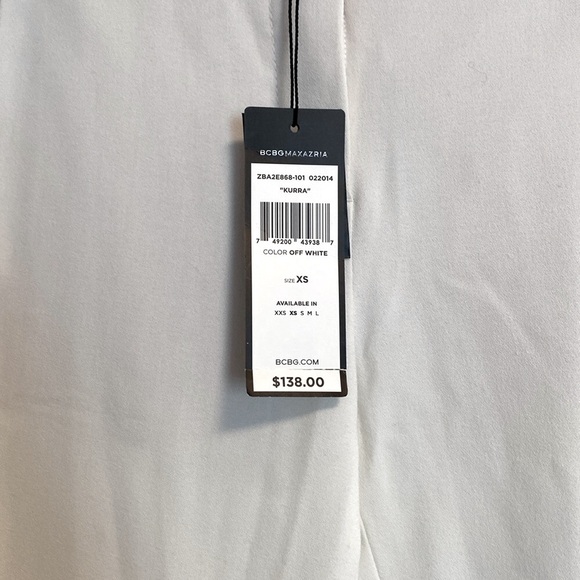 BCBGMAXAZRIA
ZBA2E868-101 022014
"KURRA"
7 49200 43938 7
COLOR OFF WHITE
SIZE XS
AVAILABLE IN
XXS XS S M L
BCBG.COM
$138.00